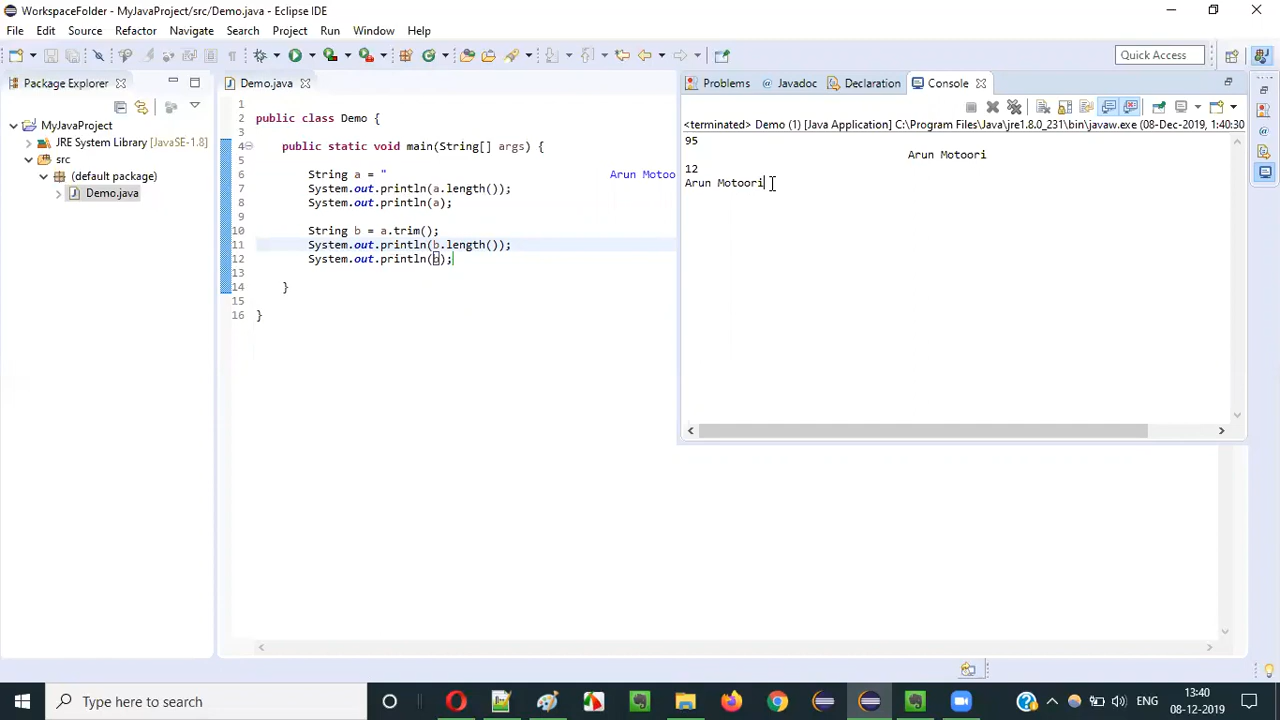 WorkspaceFolder - MyJavaProject/src/Demo.java - Eclipse IDE
File Edit Source Refactor Navigate Search Project Run Window Help
Quick Access
Package Explorer
MyJavaProject
JRE System Library [JavaSE-1.8]
src
(default package)
Demo.java
Demo.java
1
2 public class Demo {
3
4 public static void main(String[] args) {
5
6 String a = " Arun Motoo
7 System.out.println(a.length());
8 System.out.println(a);
9
10 String b = a.trim();
11 System.out.println(b.length());
12 System.out.println(b);
13
14 }
15
16 }
Problems @ Javadoc Declaration Console
<terminated> Demo (1) [Java Application] C:\Program Files\Java\jre1.8.0_231\bin\javaw.exe (08-Dec-2019, 1:40:30
95
Arun Motoori
12
Arun Motoori
Type here to search
ENG
13:40
08-12-2019